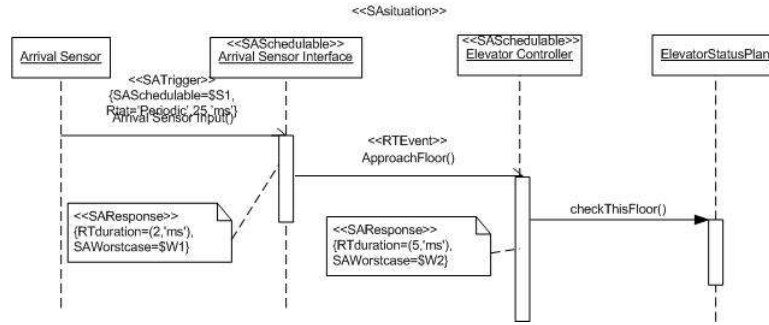 <<SAsituation>>
Arrival Sensor
<<SASchedulable>>
Arrival Sensor Interface
<<SASchedulable>>
Elevator Controller
ElevatorStatusPlan
<<SATrigger>>
{SASchedulable=$S1,
Rtat='Periodic',25,'ms'}
Arrival Sensor Input()
<<RTEvent>>
ApproachFloor()
<<SAResponse>>
{RTduration=(2,'ms'),
SAWorstcase=$W1}
<<SAResponse>>
{RTduration=(5,'ms'),
SAWorstcase=$W2}
checkThisFloor()